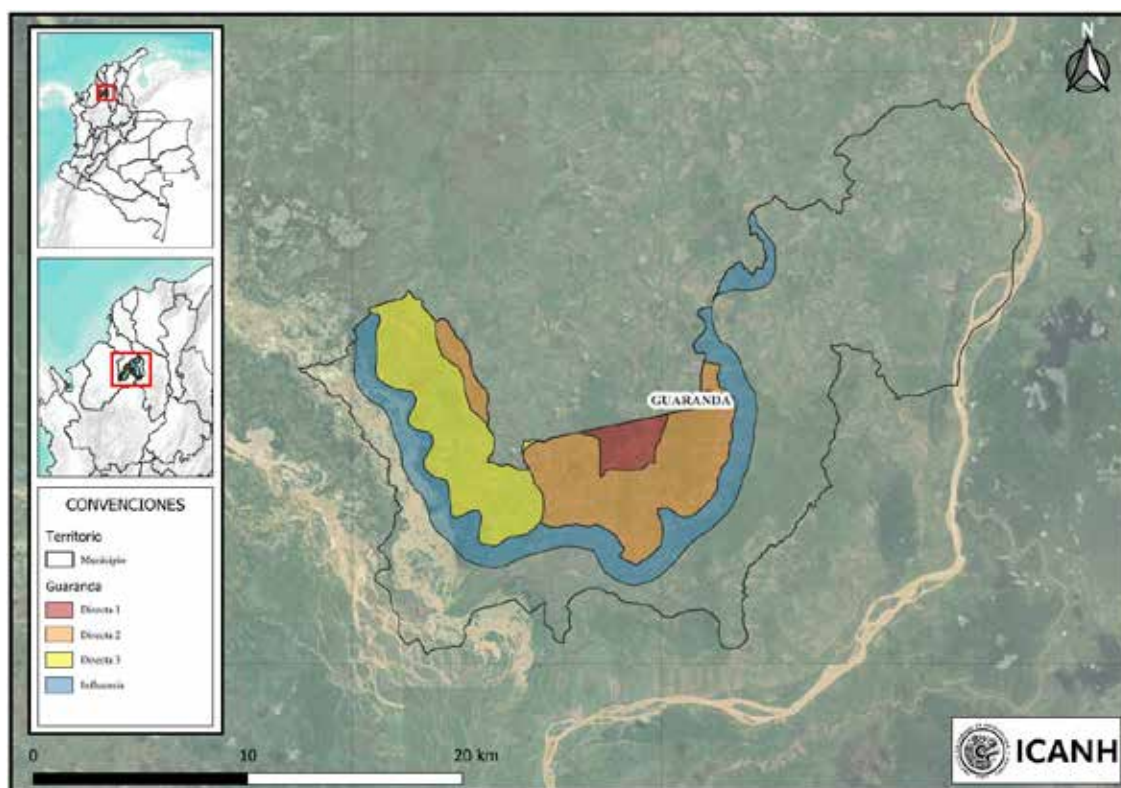 N
GUARANDA
CONVENCIONES
Territorio
Municipio
Guaranda
Directa 1
Directa 2
Directa 3
Influencia
0 10 20 km
ICANH